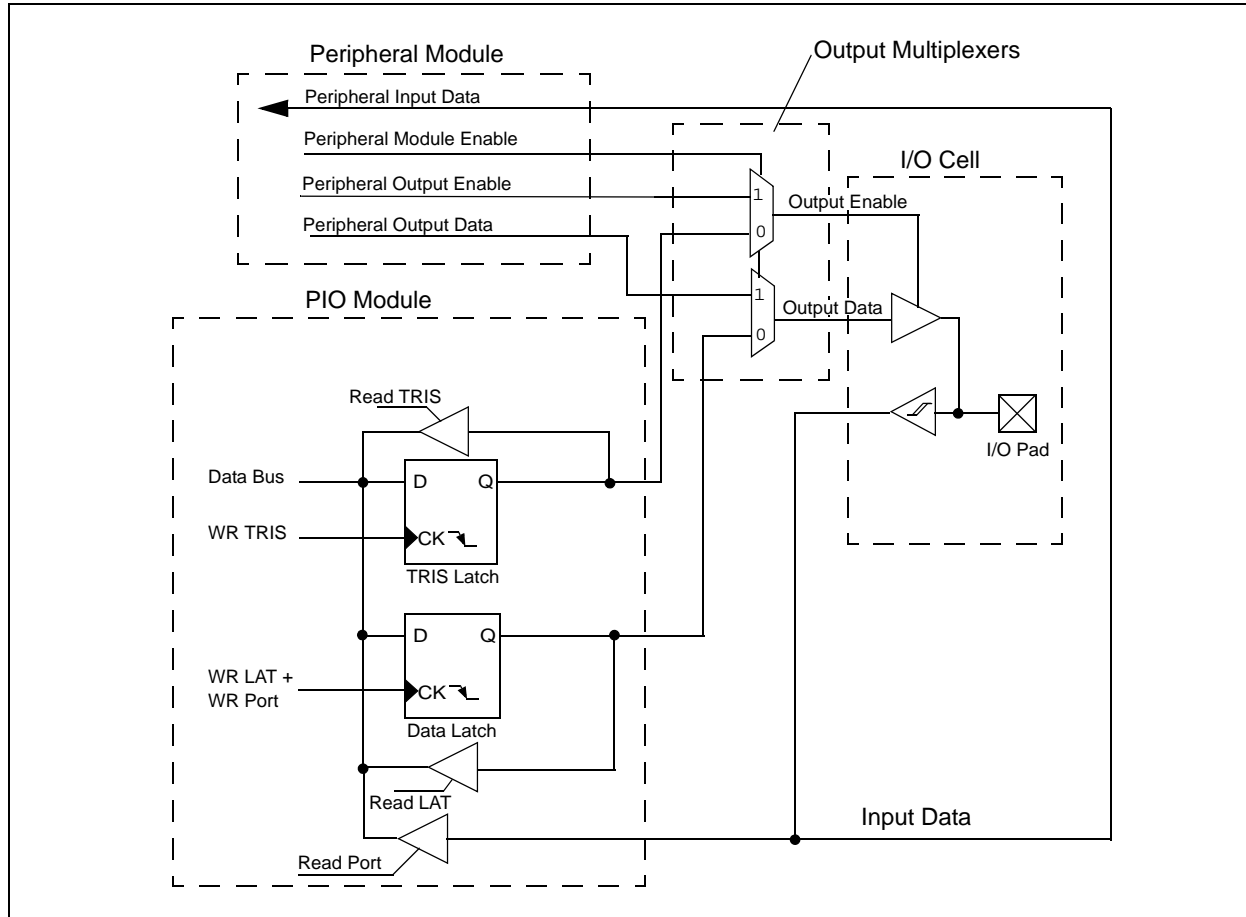 Peripheral Module
Output Multiplexers
Peripheral Input Data
Peripheral Module Enable
I/O Cell
Peripheral Output Enable
1
Output Enable
Peripheral Output Data
0
PIO Module
1
Output Data
0
Read TRIS
I/O Pad
Data Bus
D
Q
WR TRIS
CK
TRIS Latch
D
Q
WR LAT +
WR Port
CK
Data Latch
Read LAT
Input Data
Read Port